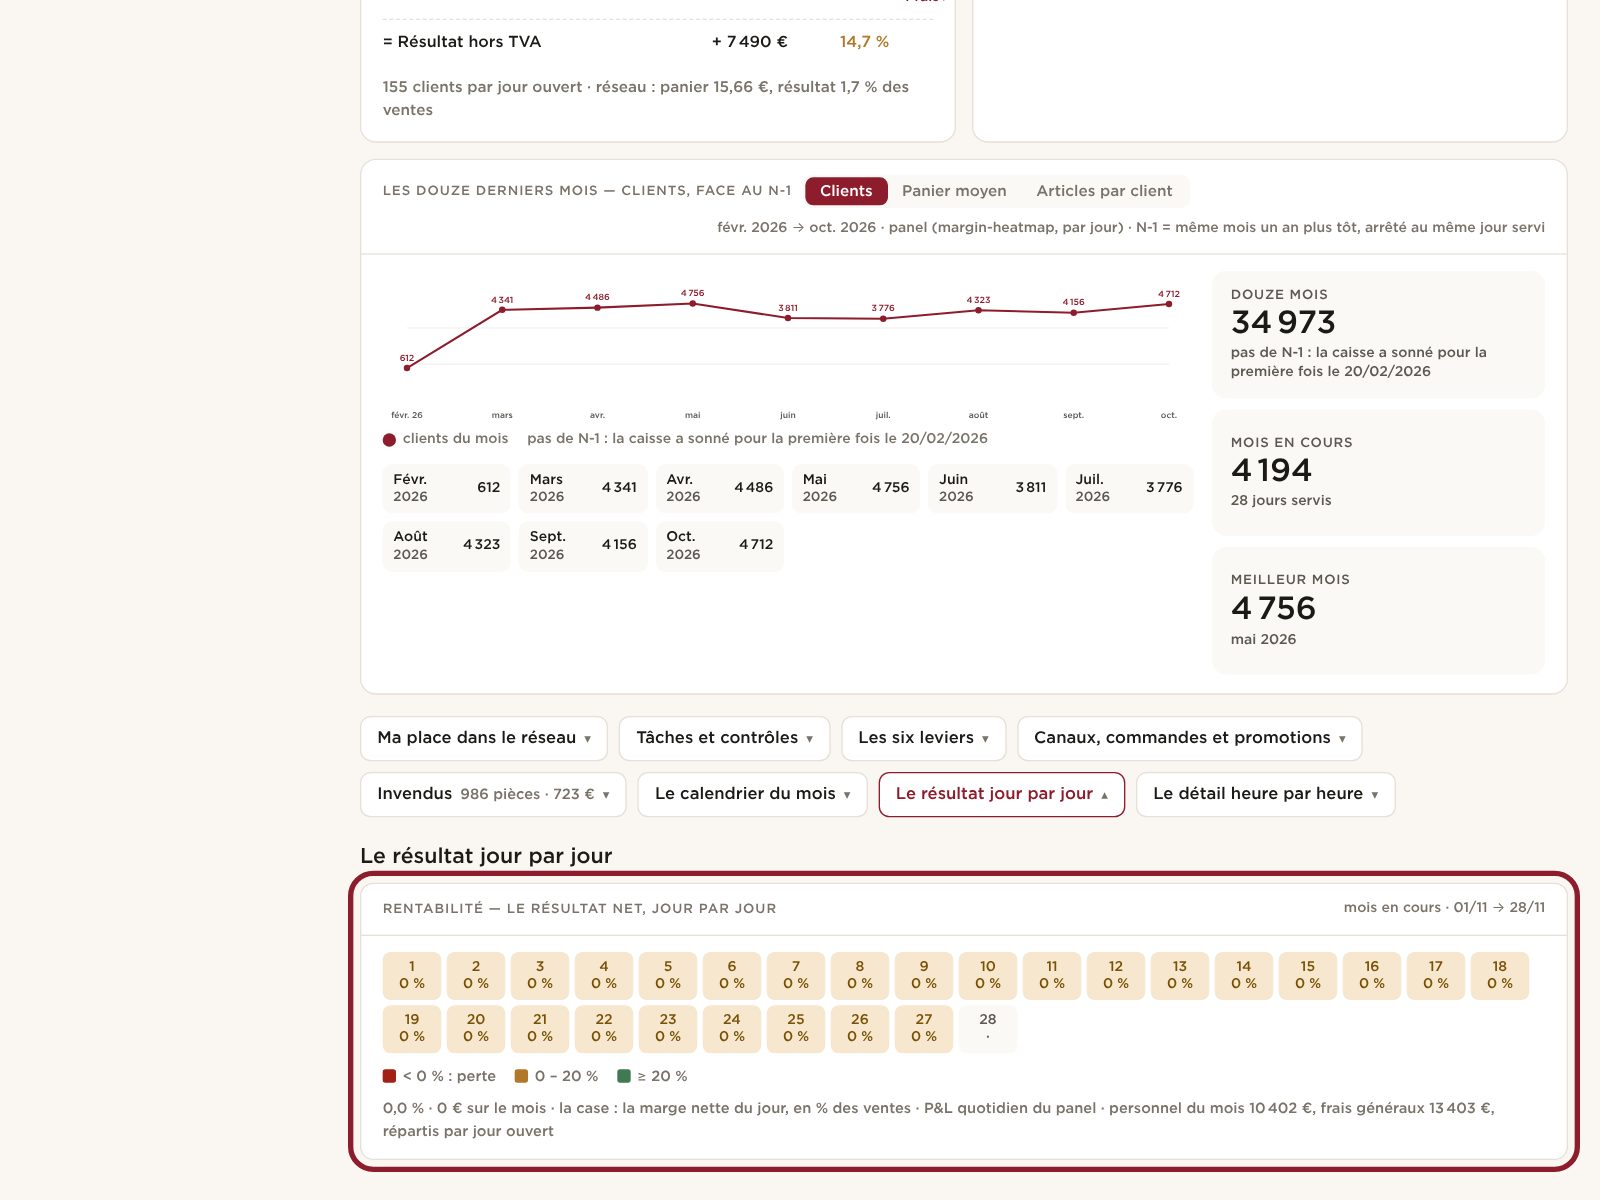 = Résultat hors TVA + 7 490 € 14,7 %
155 clients par jour ouvert · réseau : panier 15,66 €, résultat 1,7 % des
ventes
LES DOUZE DERNIERS MOIS — CLIENTS, FACE AU N-1 Clients Panier moyen Articles par client
févr. 2026 → oct. 2026 · panel (margin-heatmap, par jour) · N-1 = même mois un an plus tôt, arrêté au même jour servi
612 4 341 4 486 4 756 3 811 3 776 4 323 4 156 4 712
févr. 26 mars avr. mai juin juil. août sept. oct.
clients du mois pas de N-1 : la caisse a sonné pour la première fois le 20/02/2026
Févr. 2026 612
Mars 2026 4 341
Avr. 2026 4 486
Mai 2026 4 756
Juin 2026 3 811
Juil. 2026 3 776
Août 2026 4 323
Sept. 2026 4 156
Oct. 2026 4 712
DOUZE MOIS
34 973
pas de N-1 : la caisse a sonné pour la
première fois le 20/02/2026
MOIS EN COURS
4 194
28 jours servis
MEILLEUR MOIS
4 756
mai 2026
Ma place dans le réseau ▾ Tâches et contrôles ▾ Les six leviers ▾ Canaux, commandes et promotions ▾
Invendus 986 pièces · 723 € ▾ Le calendrier du mois ▾ Le résultat jour par jour ▴ Le détail heure par heure ▾
Le résultat jour par jour
RENTABILITÉ — LE RÉSULTAT NET, JOUR PAR JOUR mois en cours · 01/11 → 28/11
1 2 3 4 5 6 7 8 9 10 11 12 13 14 15 16 17 18
0 % 0 % 0 % 0 % 0 % 0 % 0 % 0 % 0 % 0 % 0 % 0 % 0 % 0 % 0 % 0 % 0 % 0 %
19 20 21 22 23 24 25 26 27 28
0 % 0 % 0 % 0 % 0 % 0 % 0 % 0 % 0 % ·
< 0 % : perte 0 – 20 % ≥ 20 %
0,0 % · 0 € sur le mois · la case : la marge nette du jour, en % des ventes · P&L quotidien du panel · personnel du mois 10 402 €, frais généraux 13 403 €,
répartis par jour ouvert